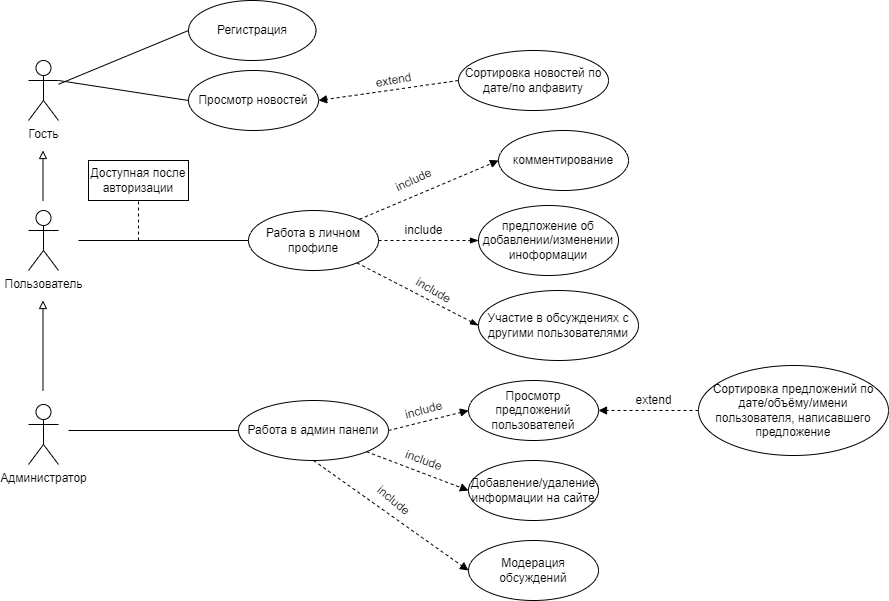 Регистрация
Гость
Просмотр новостей
extend
Сортировка новостей по
дате/по алфавиту
Доступная после
авторизации
Пользователь
Работа в личном
профиле
include
комментирование
include
предложение об
добавлении/изменении
иноформации
include
Участие в обсуждениях с
другими пользователями
Администратор
Работа в админ панели
include
Просмотр
предложений
пользователей
extend
Сортировка предложений по
дате/объёму/имени
пользователя, написавшего
предложение
include
Добавление/удаление
информации на сайте
include
Модерация
обсуждений